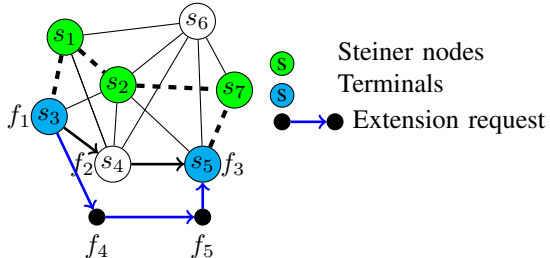 s₆
s₁
s₂
s₇
f₁ s₃
f₂ s₄
s₅ f₃
f₄
f₅
s Steiner nodes
s Terminals
Extension request